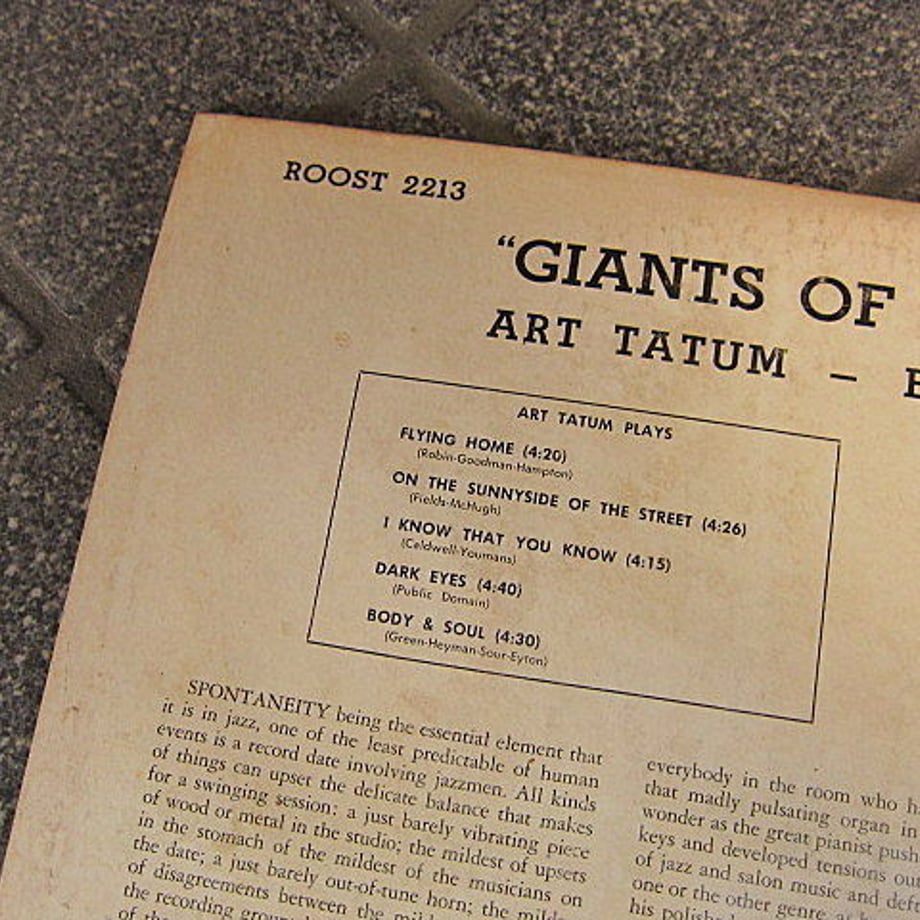 ROOST 2213
"GIANTS OF
ART TATUM –
ART TATUM PLAYS
FLYING HOME (4:20)
(Robin-Goodman-Hampton)
ON THE SUNNYSIDE OF THE STREET (4:26)
(Fields-McHugh)
I KNOW THAT YOU KNOW (4:15)
(Caldwell-Youmans)
DARK EYES (4:40)
(Public Domain)
BODY & SOUL (4:30)
(Green-Heyman-Sour-Eyton)
SPONTANEITY being the essential element that
it is in jazz, one of the least predictable of human
events is a record date involving jazzmen. All kinds
of things can upset the delicate balance that makes
for a swinging session: a just barely vibrating piece
of wood or metal in the studio; the mildest of upsets
in the stomach of the mildest of the musicians on
the date; a just barely out-of-tune horn; the
of disagreements between the
the recording
of the
everybody in the room who
that madly pulsating organ in
wonder as the great pianist push
keys and developed tensions out
of jazz and salon music and
one or the other genre,
his